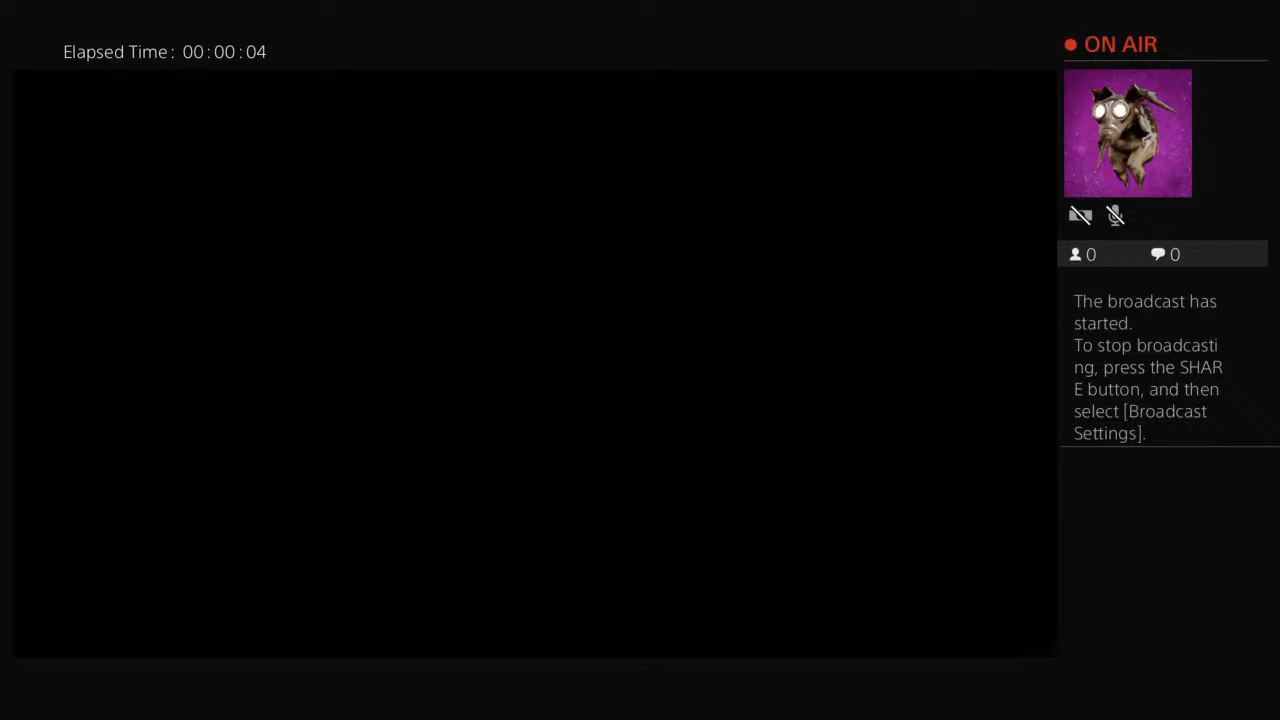 Elapsed Time: 00:00:04
ON AIR
0 0
The broadcast has
started.
To stop broadcasti
ng, press the SHAR
E button, and then
select [Broadcast
Settings].